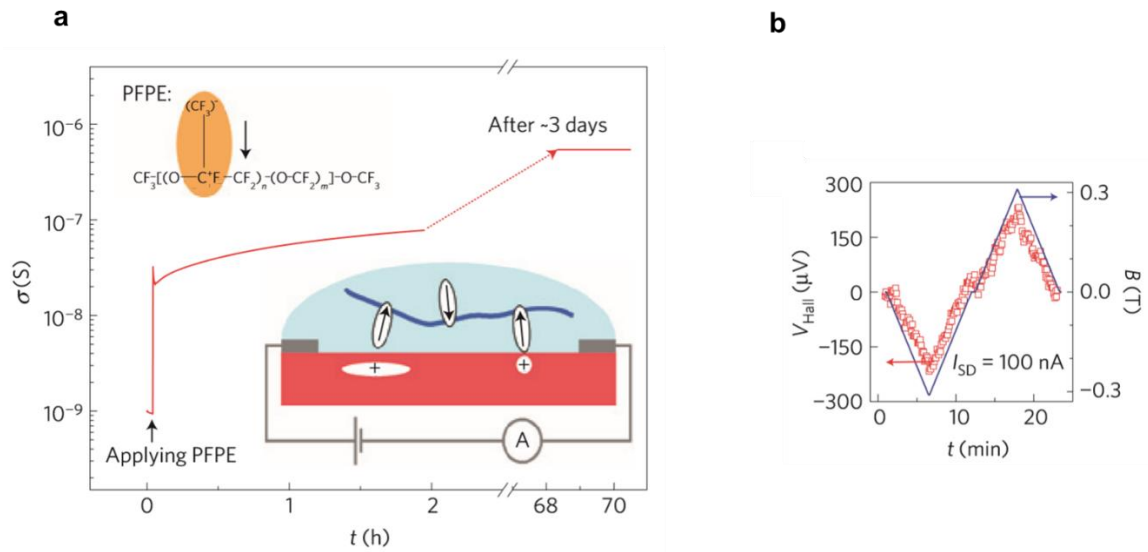 a
PFPE:
(CF₃)⁻
CF₃[(O—C⁺F—CF₂)ₙ-(O-CF₂)ₘ]-O-CF₃
After ~3 days
10⁻⁶
10⁻⁷
10⁻⁸
10⁻⁹
σ(S)
+
+
A
Applying PFPE
0
1
2
68
70
t (h)
b
300
150
0
−150
−300
V_Hall (μV)
0.3
0.0
−0.3
B (T)
I_SD = 100 nA
0
10
20
t (min)